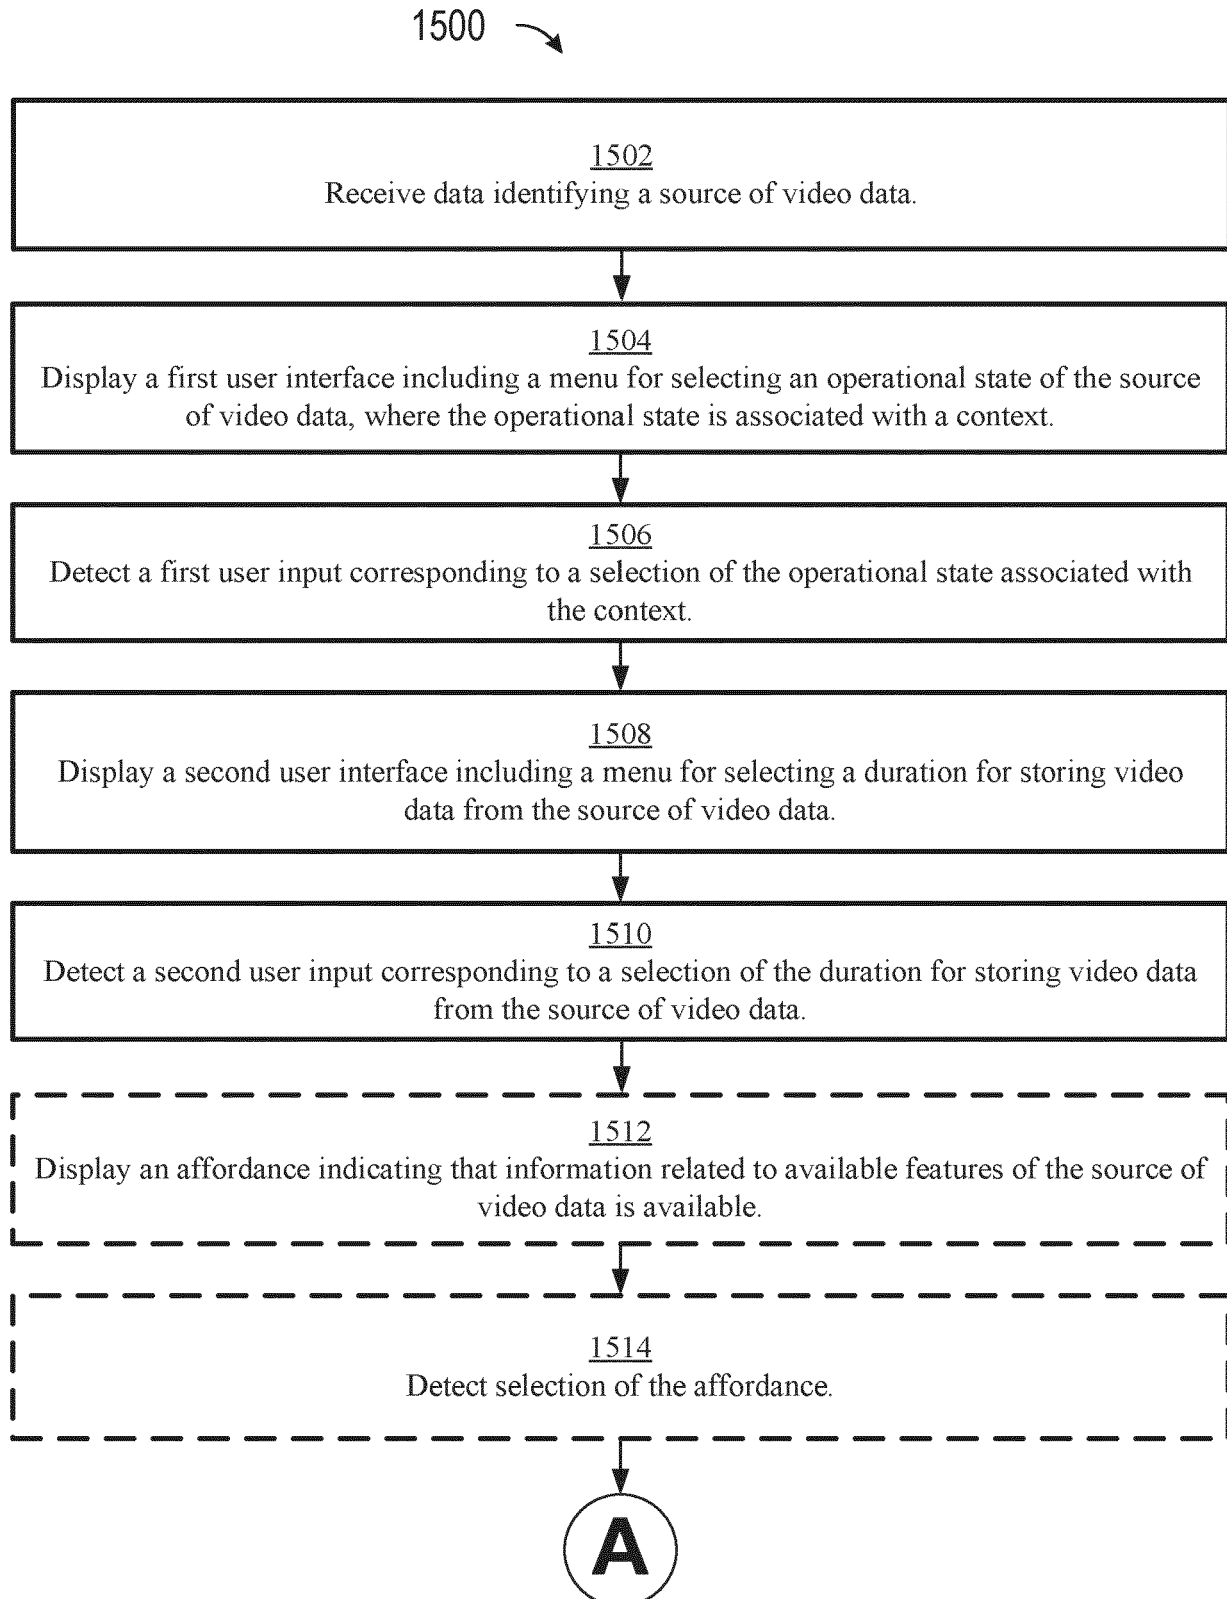 1500
1502
Receive data identifying a source of video data.
1504
Display a first user interface including a menu for selecting an operational state of the source
of video data, where the operational state is associated with a context.
1506
Detect a first user input corresponding to a selection of the operational state associated with
the context.
1508
Display a second user interface including a menu for selecting a duration for storing video
data from the source of video data.
1510
Detect a second user input corresponding to a selection of the duration for storing video data
from the source of video data.
1512
Display an affordance indicating that information related to available features of the source of
video data is available.
1514
Detect selection of the affordance.
A